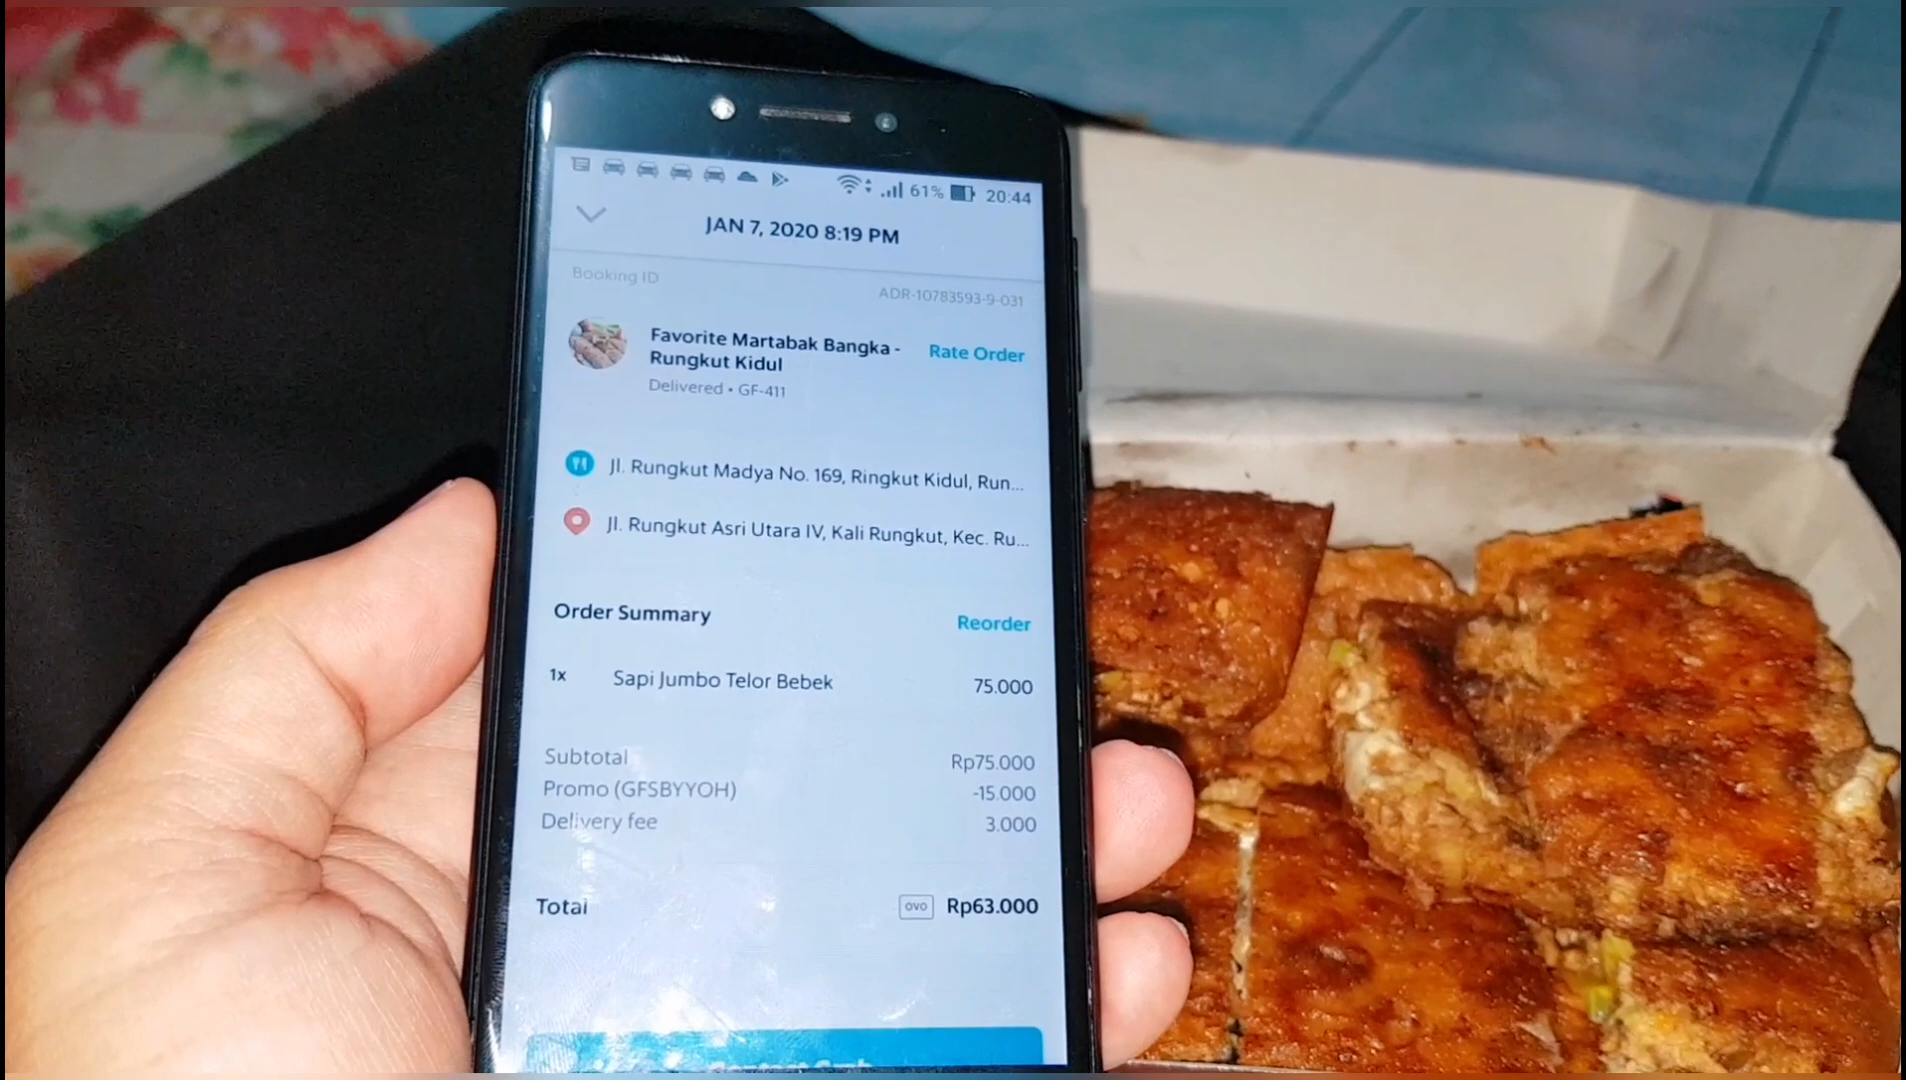 61% 20:44
JAN 7, 2020 8:19 PM
Booking ID
ADR-10783593-9-031
Favorite Martabak Bangka -
Rungkut Kidul
Rate Order
Delivered • GF-411
Jl. Rungkut Madya No. 169, Ringkut Kidul, Run...
Jl. Rungkut Asri Utara IV, Kali Rungkut, Kec. Ru...
Order Summary
Reorder
1x Sapi Jumbo Telor Bebek 75.000
Subtotal Rp75.000
Promo (GFSBYYOH) -15.000
Delivery fee 3.000
Total OVO Rp63.000